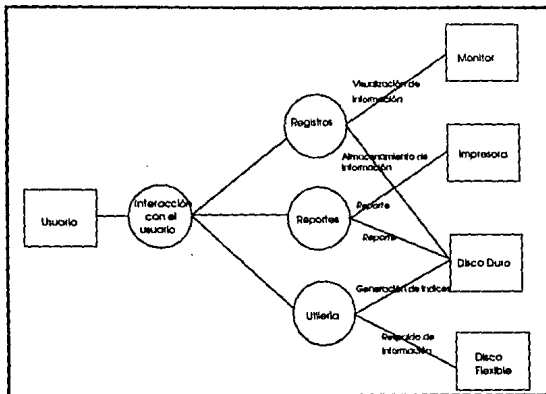 Monitor
Visualización de
Información
Registros
Almacenamiento de
Información
Impresora
Interacción
con el
usuario
Usuario
Reportes
Reporte
Reporte
Disco Duro
Generación de Indices
Utilería
Respaldo de
Información
Disco
Flexible